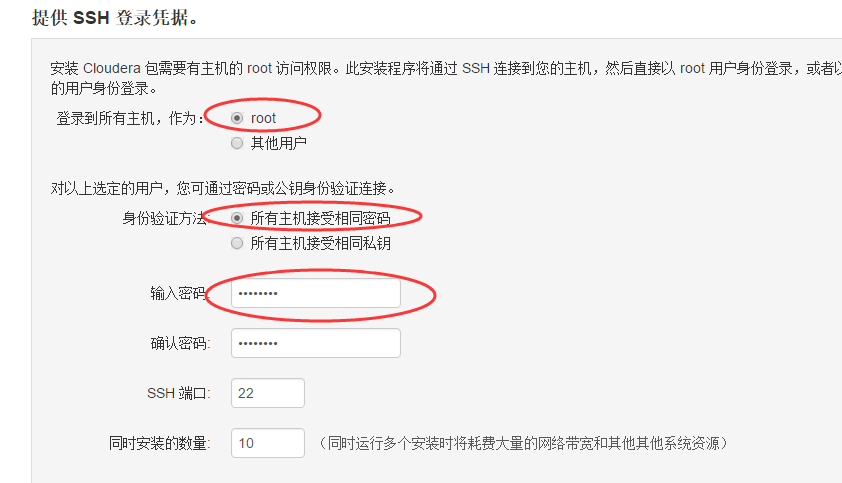 提供 SSH 登录凭据。
安装 Cloudera 包需要有主机的 root 访问权限。此安装程序将通过 SSH 连接到您的主机，然后直接以 root 用户身份登录，或者以
的用户身份登录。
登录到所有主机，作为： root
其他用户
对以上选定的用户，您可通过密码或公钥身份验证连接。
身份验证方法 所有主机接受相同密码
所有主机接受相同私钥
输入密码: ••••••••
确认密码: ••••••••
SSH 端口: 22
同时安装的数量: 10 （同时运行多个安装时将耗费大量的网络带宽和其他其他系统资源）